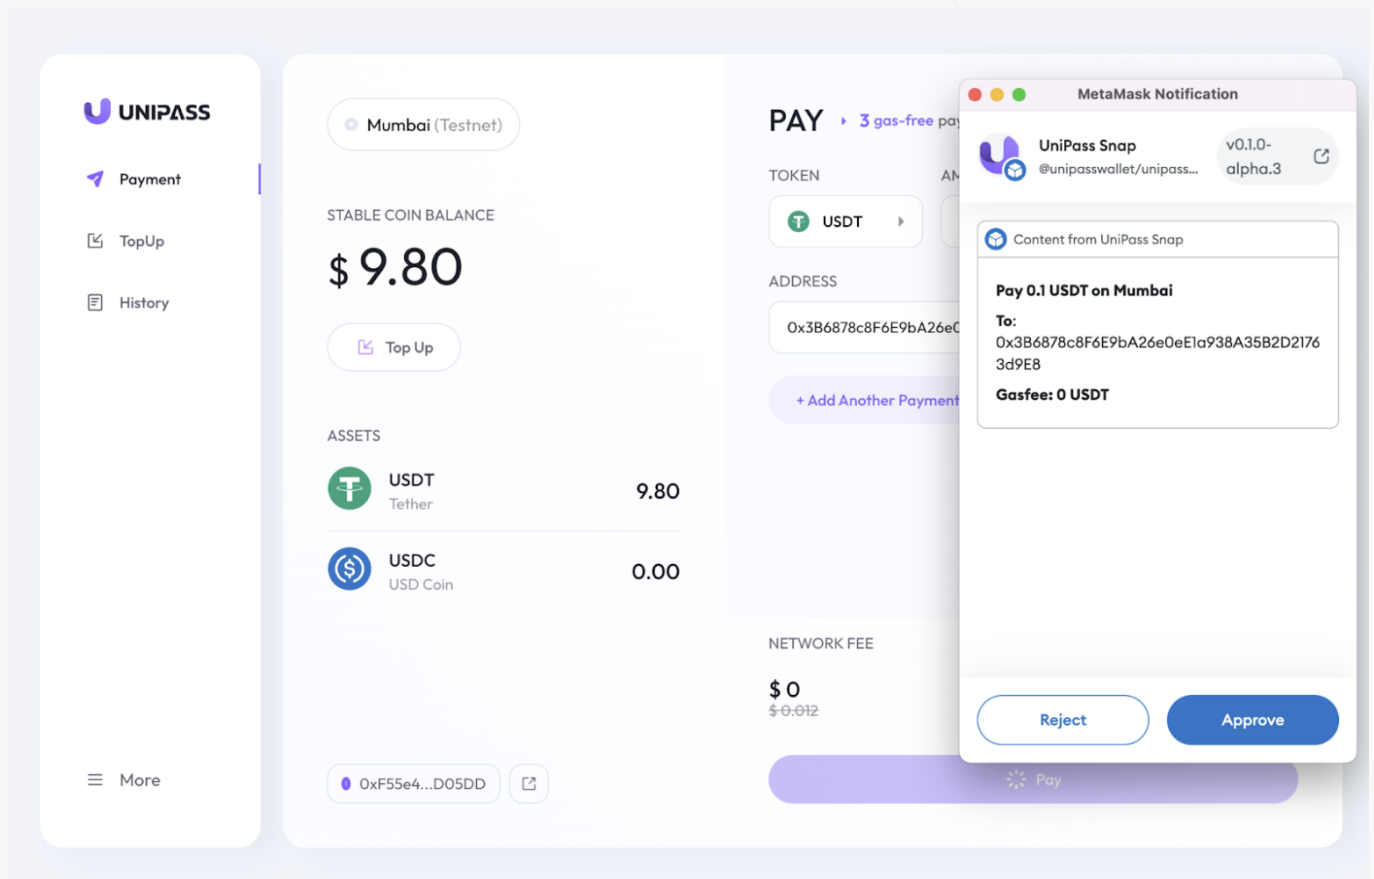 UNIPASS
Payment
TopUp
History
More
Mumbai (Testnet)
STABLE COIN BALANCE
$ 9.80
Top Up
ASSETS
USDT
Tether
9.80
USDC
USD Coin
0.00
0xF55e4...D05DD
PAY
3 gas-free pay
TOKEN
AM
USDT
ADDRESS
0x3B6878c8F6E9bA26e0
+ Add Another Payment
NETWORK FEE
$ 0
$ 0.012
Pay
MetaMask Notification
UniPass Snap
@unipasswallet/unipass...
v0.1.0-
alpha.3
Content from UniPass Snap
Pay 0.1 USDT on Mumbai
To:
0x3B6878c8F6E9bA26e0eE1a938A35B2D2176
3d9E8
Gasfee: 0 USDT
Reject
Approve